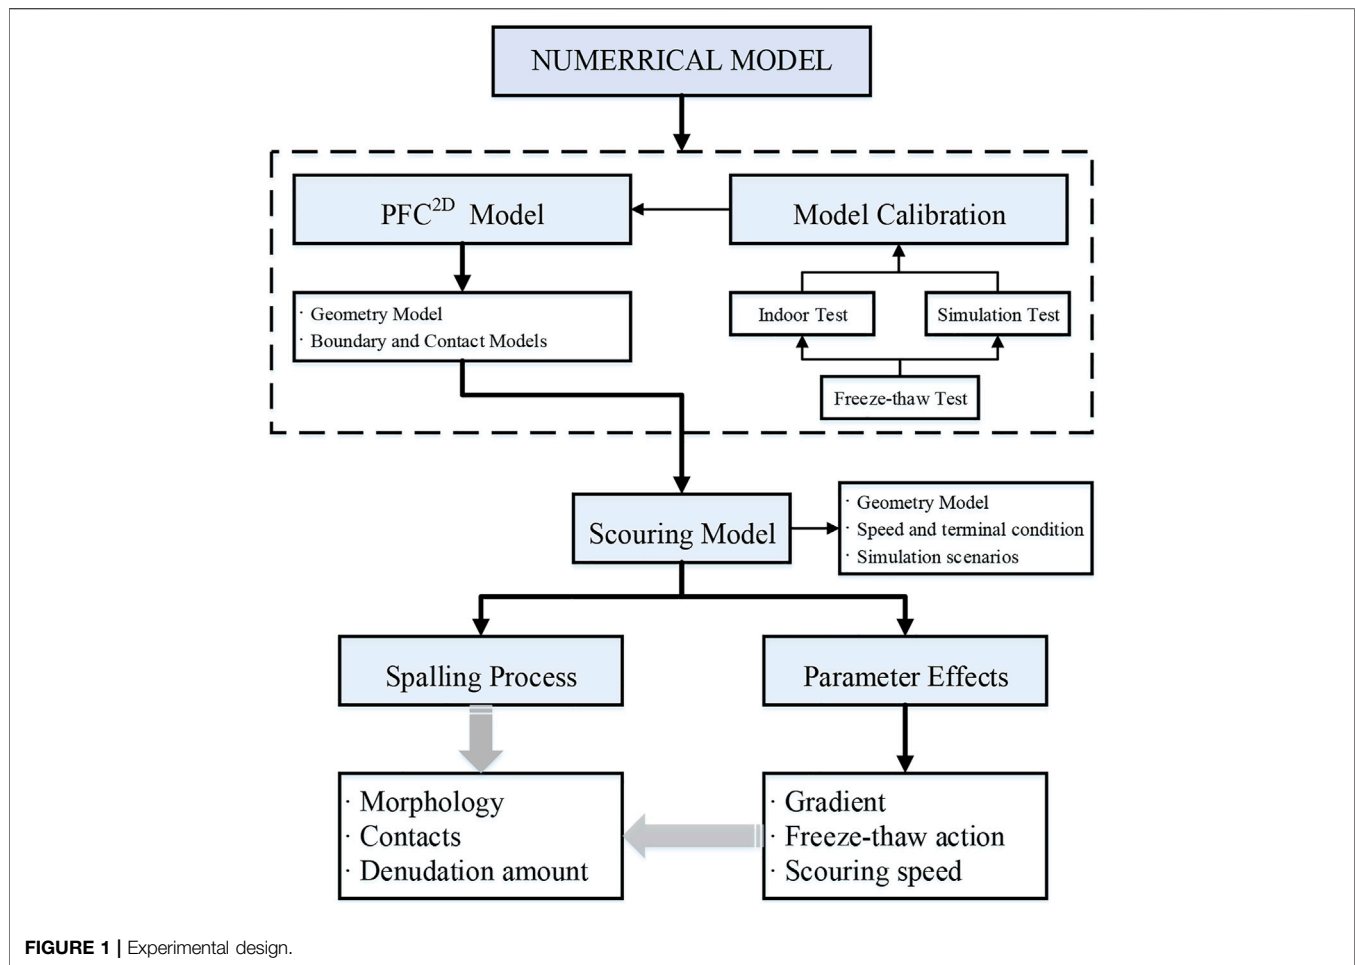 NUMERRICAL MODEL
PFC2D Model
Model Calibration
· Geometry Model
· Boundary and Contact Models
Indoor Test
Simulation Test
Freeze-thaw Test
Scouring Model
· Geometry Model
· Speed and terminal condition
· Simulation scenarios
Spalling Process
Parameter Effects
· Morphology
· Contacts
· Denudation amount
· Gradient
· Freeze-thaw action
· Scouring speed
FIGURE 1 | Experimental design.